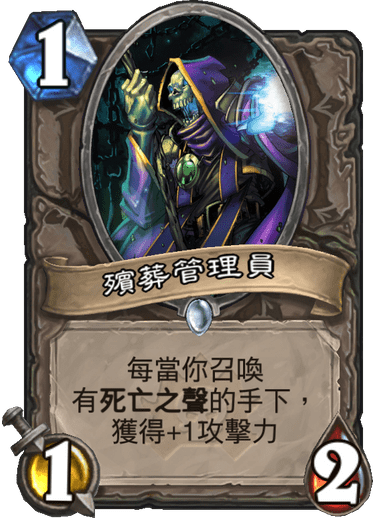 1
殯葬管理員
每當你召喚
有死亡之聲的手下，
獲得+1攻擊力
1
2